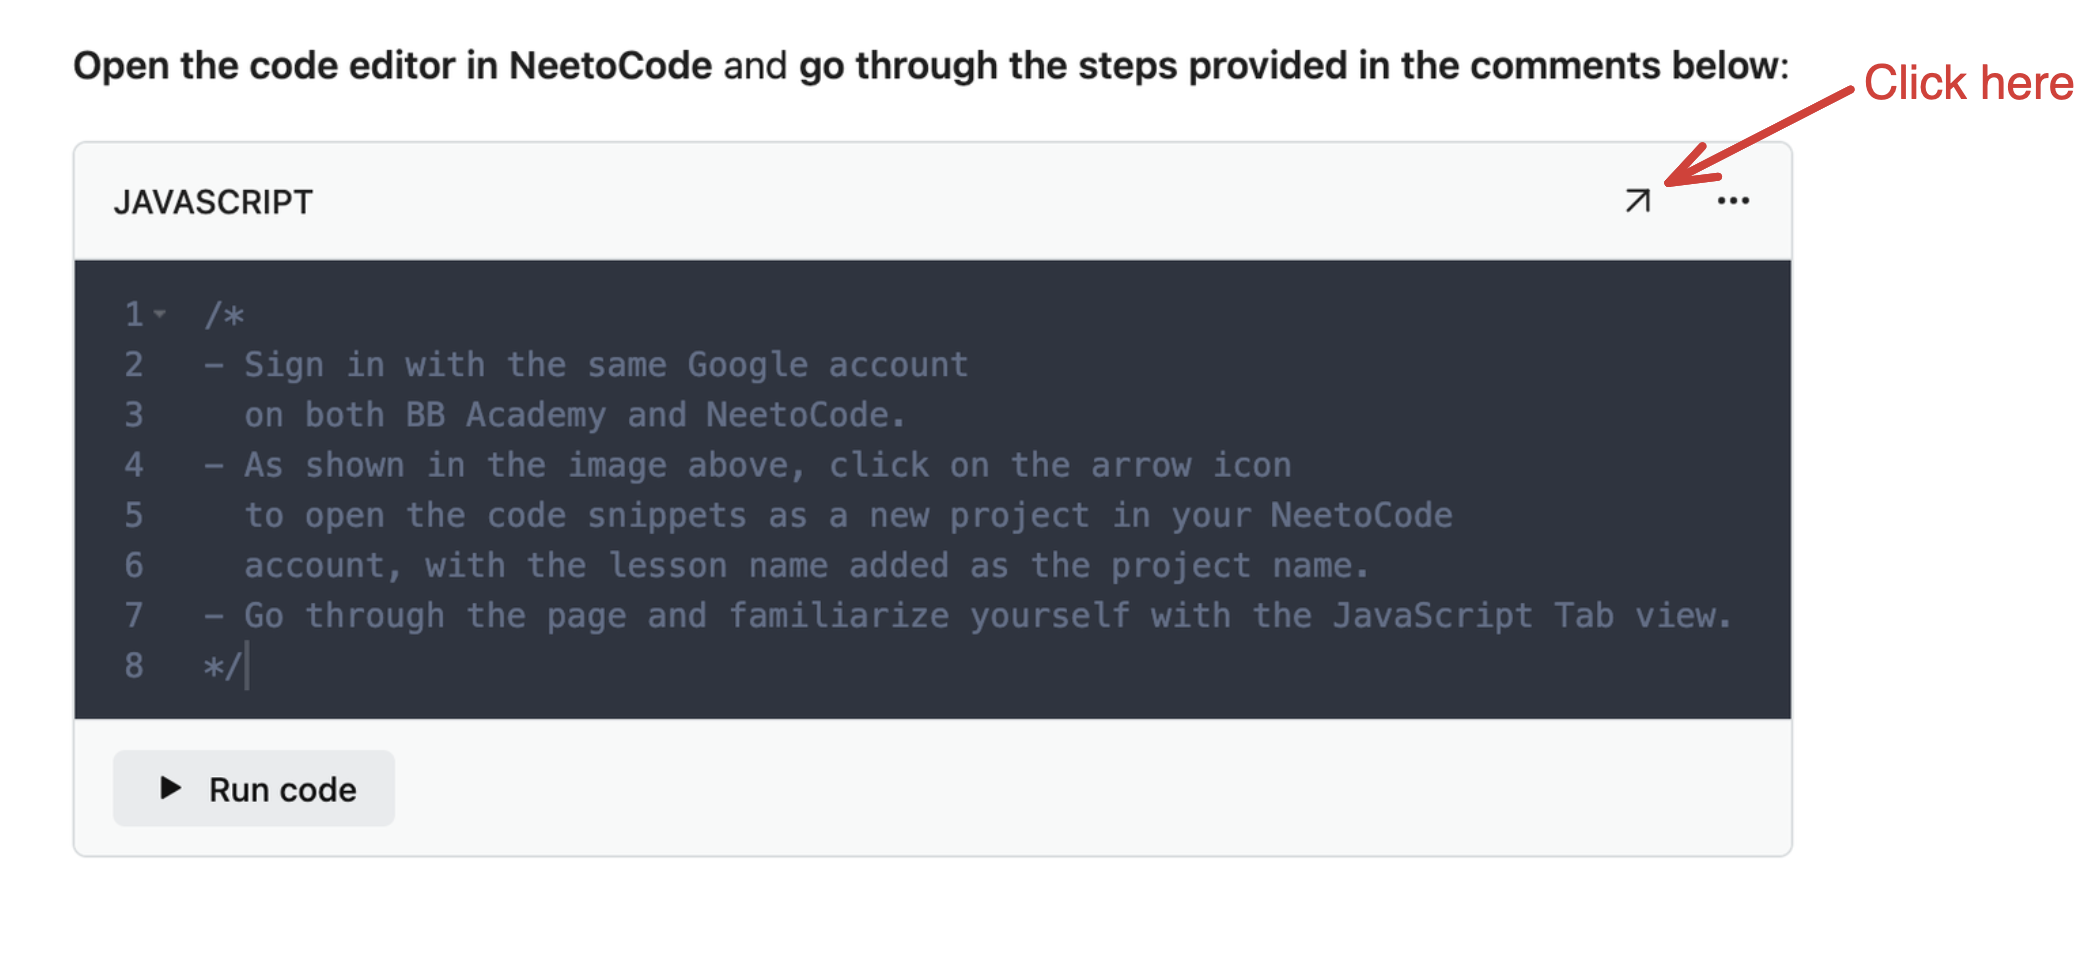 Open the code editor in NeetoCode and go through the steps provided in the comments below:
Click here
JAVASCRIPT
1 /*
2 – Sign in with the same Google account
3   on both BB Academy and NeetoCode.
4 – As shown in the image above, click on the arrow icon
5   to open the code snippets as a new project in your NeetoCode
6   account, with the lesson name added as the project name.
7 – Go through the page and familiarize yourself with the JavaScript Tab view.
8 */
Run code